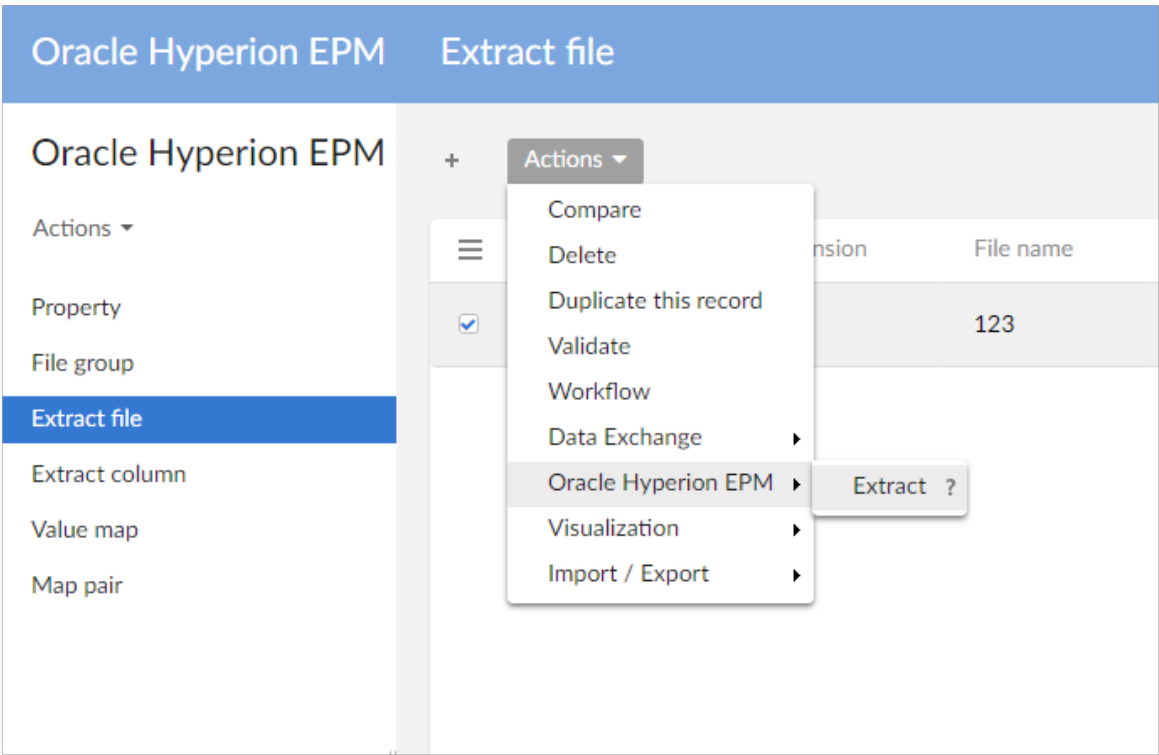 Oracle Hyperion EPM Extract file
Oracle Hyperion EPM
Actions
Property
File group
Extract file
Extract column
Value map
Map pair
+ Actions
Compare
Delete
Duplicate this record
Validate
Workflow
Data Exchange
Oracle Hyperion EPM
Visualization
Import / Export
Extract ?
nsion File name
123